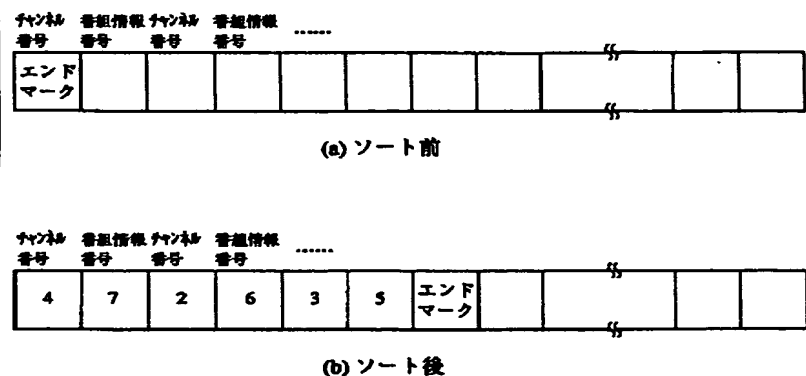 チャンネル 番組情報 チャンネル 番組情報 ……
番号 番号 番号 番号
エンド
マーク
(a) ソート前
チャンネル 番組情報 チャンネル 番組情報 ……
番号 番号 番号 番号
4 7 2 6 3 5 エンド
マーク
(b) ソート後